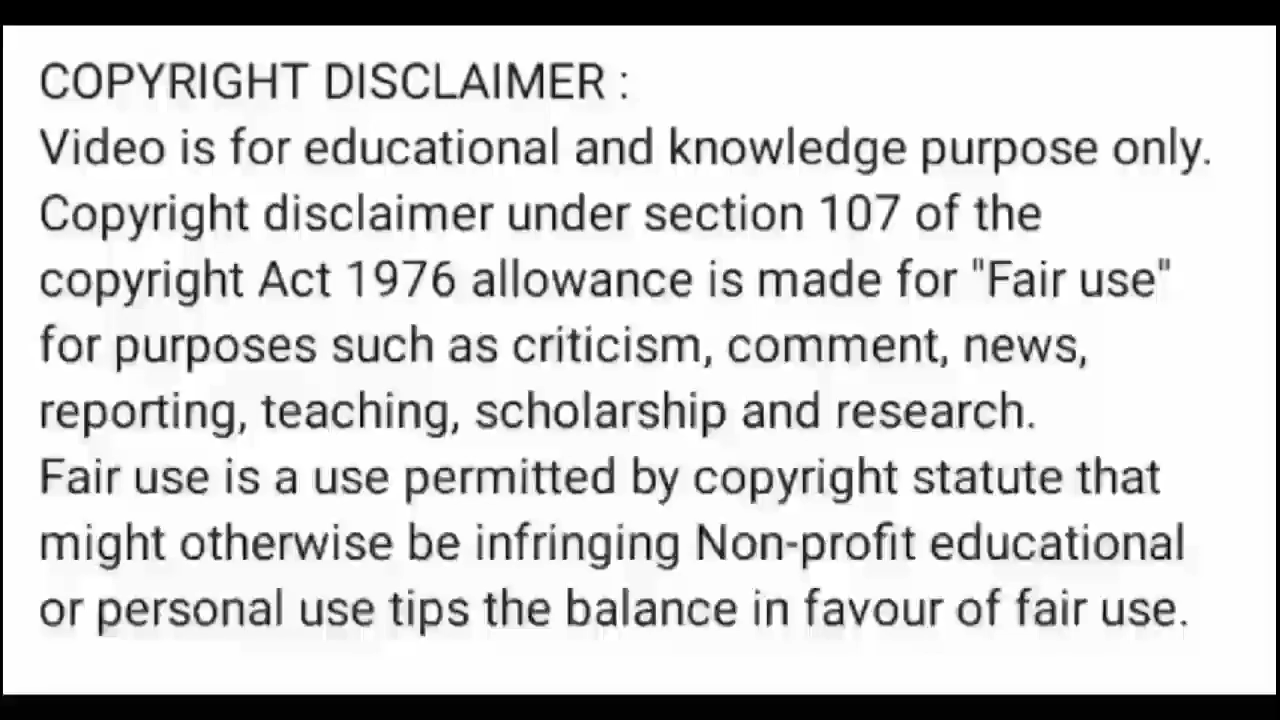 COPYRIGHT DISCLAIMER :
Video is for educational and knowledge purpose only.
Copyright disclaimer under section 107 of the
copyright Act 1976 allowance is made for "Fair use"
for purposes such as criticism, comment, news,
reporting, teaching, scholarship and research.
Fair use is a use permitted by copyright statute that
might otherwise be infringing Non-profit educational
or personal use tips the balance in favour of fair use.